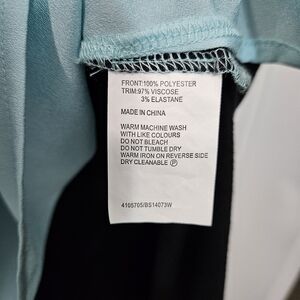 FRONT:100% POLYESTER
TRIM:97% VISCOSE
3% ELASTANE
MADE IN CHINA
WARM MACHINE WASH
WITH LIKE COLOURS
DO NOT BLEACH
DO NOT TUMBLE DRY
WARM IRON ON REVERSE SIDE
DRY CLEANABLE Ⓟ
4105705/BS14073W